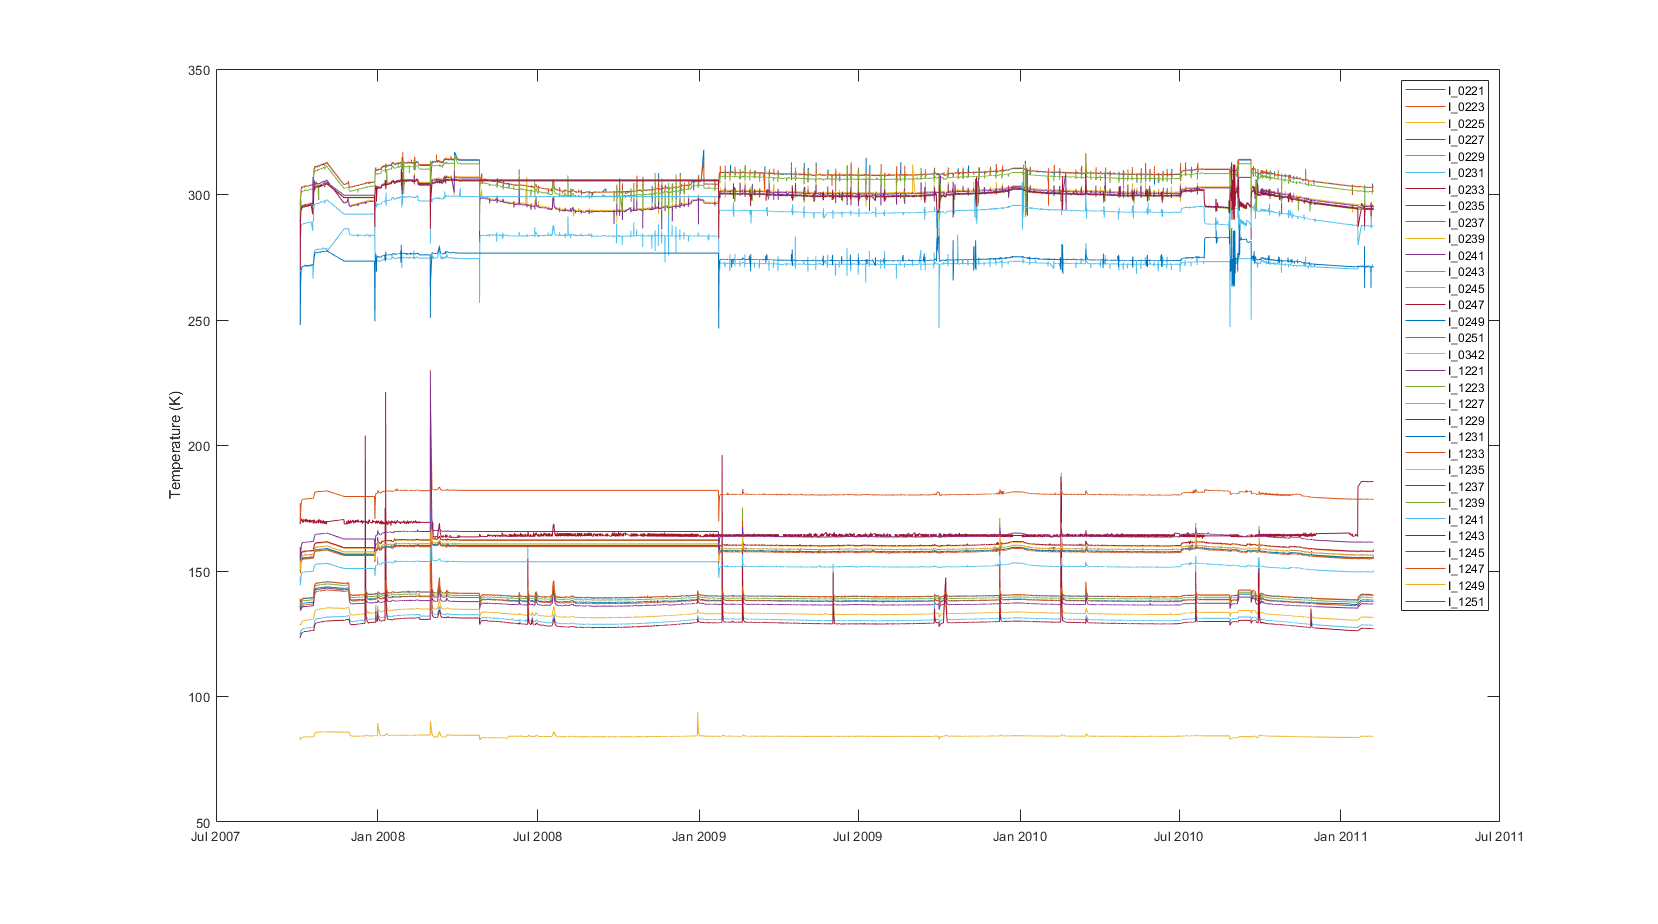 350
300
250
200
150
100
50
Temperature (K)
Jul 2007
Jan 2008
Jul 2008
Jan 2009
Jul 2009
Jan 2010
Jul 2010
Jan 2011
Jul 2011
I_0221
I_0223
I_0225
I_0227
I_0229
I_0231
I_0233
I_0235
I_0237
I_0239
I_0241
I_0243
I_0245
I_0247
I_0249
I_0251
I_0342
I_1221
I_1223
I_1227
I_1229
I_1231
I_1233
I_1235
I_1237
I_1239
I_1241
I_1243
I_1245
I_1247
I_1249
I_1251